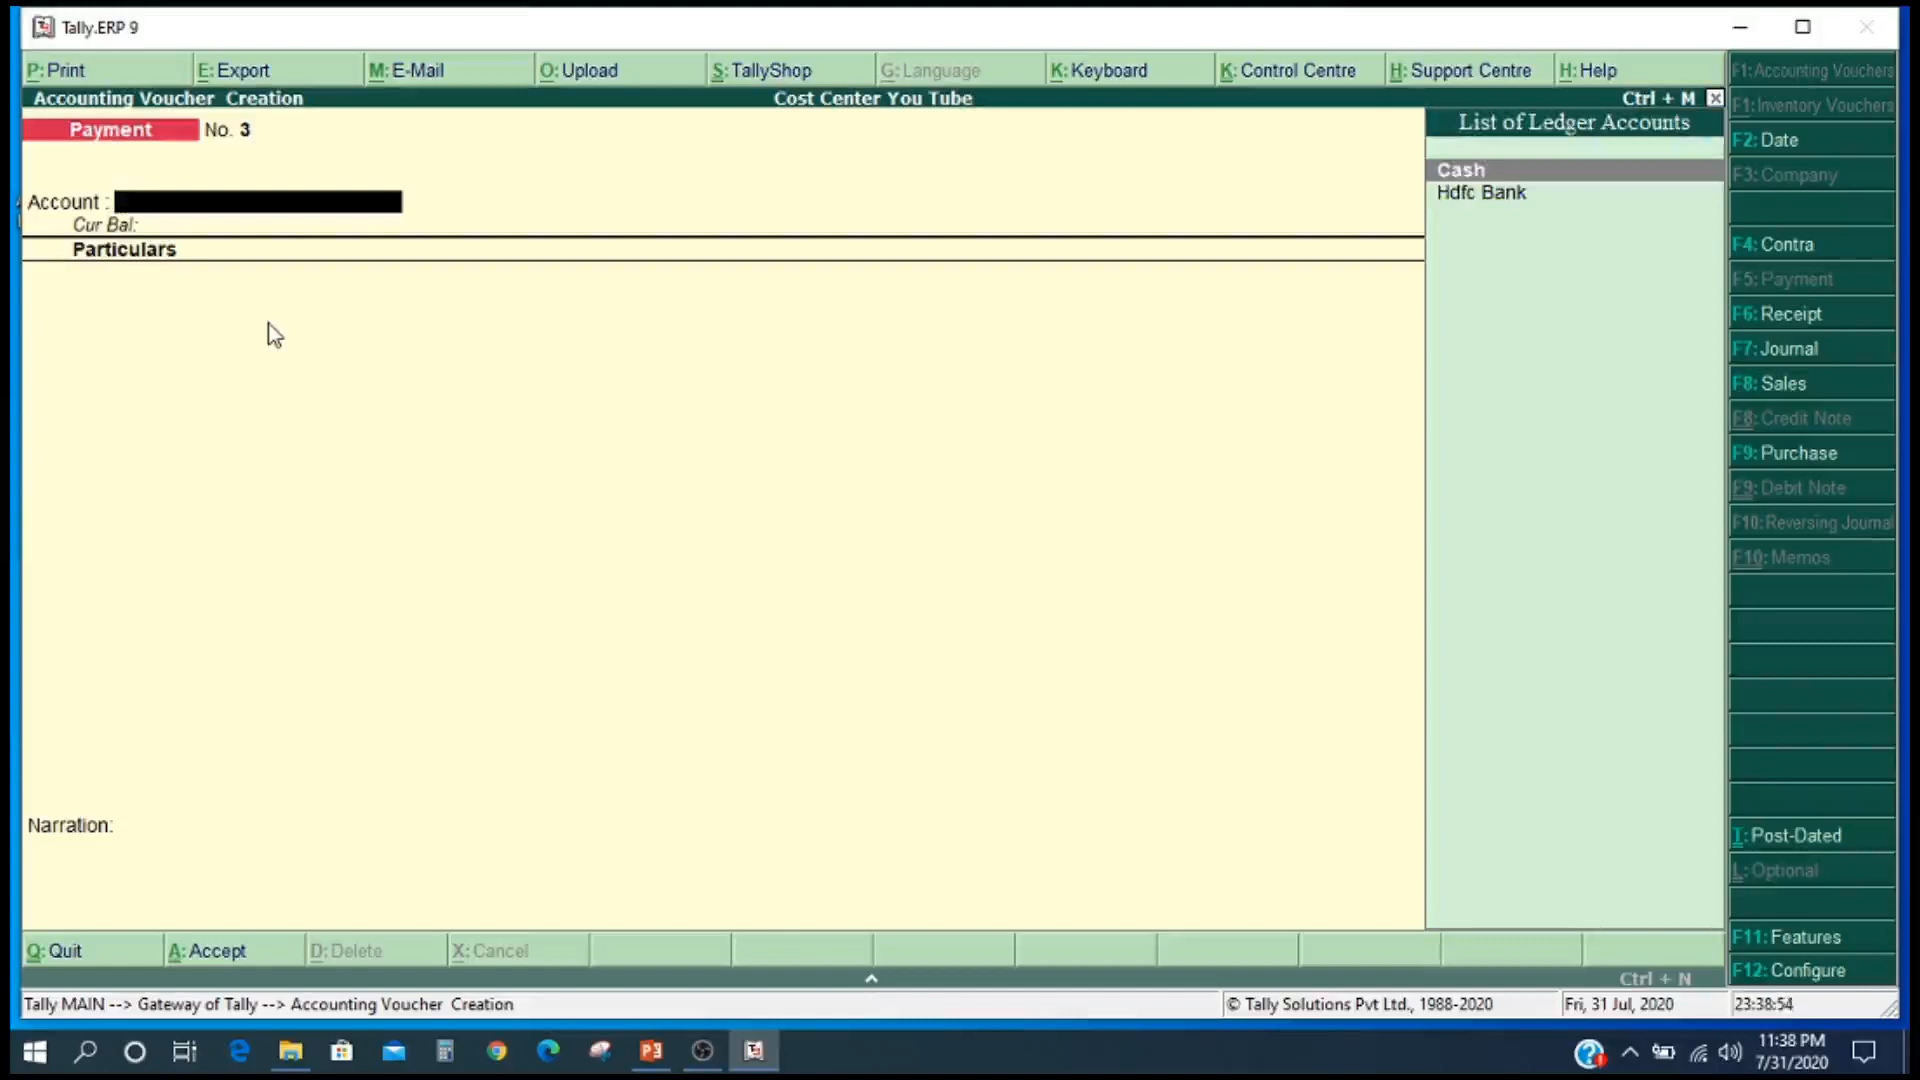 Tally.ERP 9
P: Print E: Export M: E-Mail O: Upload S: TallyShop G: Language K: Keyboard K: Control Centre H: Support Centre H: Help
Accounting Voucher Creation Cost Center You Tube Ctrl + M
Payment No. 3
Account :
Cur Bal:
Particulars
List of Ledger Accounts
Cash
Hdfc Bank
Narration:
F1: Accounting Vouchers
F1: Inventory Vouchers
F2: Date
F3: Company
F4: Contra
F5: Payment
F6: Receipt
F7: Journal
F8: Sales
F8: Credit Note
F9: Purchase
F9: Debit Note
F10: Reversing Journal
F10: Memos
T: Post-Dated
L: Optional
F11: Features
F12: Configure
Q: Quit A: Accept D: Delete X: Cancel
Ctrl + N
Tally MAIN --> Gateway of Tally --> Accounting Voucher Creation © Tally Solutions Pvt Ltd., 1988-2020 Fri, 31 Jul, 2020 23:38:54
11:38 PM
7/31/2020